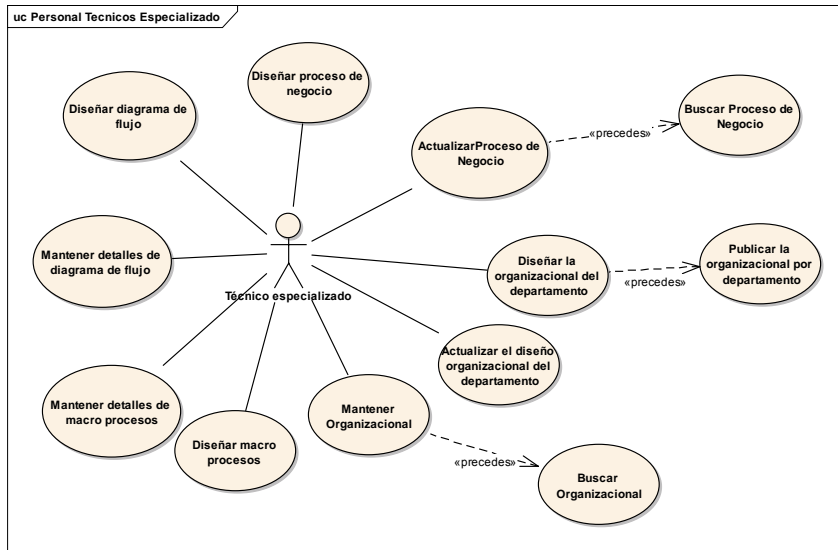 uc Personal Tecnicos Especializado
Diseñar proceso de
negocio
Diseñar diagrama de
flujo
Buscar Proceso de
Negocio
ActualizarProceso de
Negocio
«precedes»
Mantener detalles de
diagrama de flujo
Técnico especializado
Diseñar la
organizacional del
departamento
«precedes»
Publicar la
organizacional por
departamento
Actualizar el diseño
organizacional del
departamento
Mantener detalles de
macro procesos
Diseñar macro
procesos
Mantener
Organizacional
«precedes»
Buscar
Organizacional